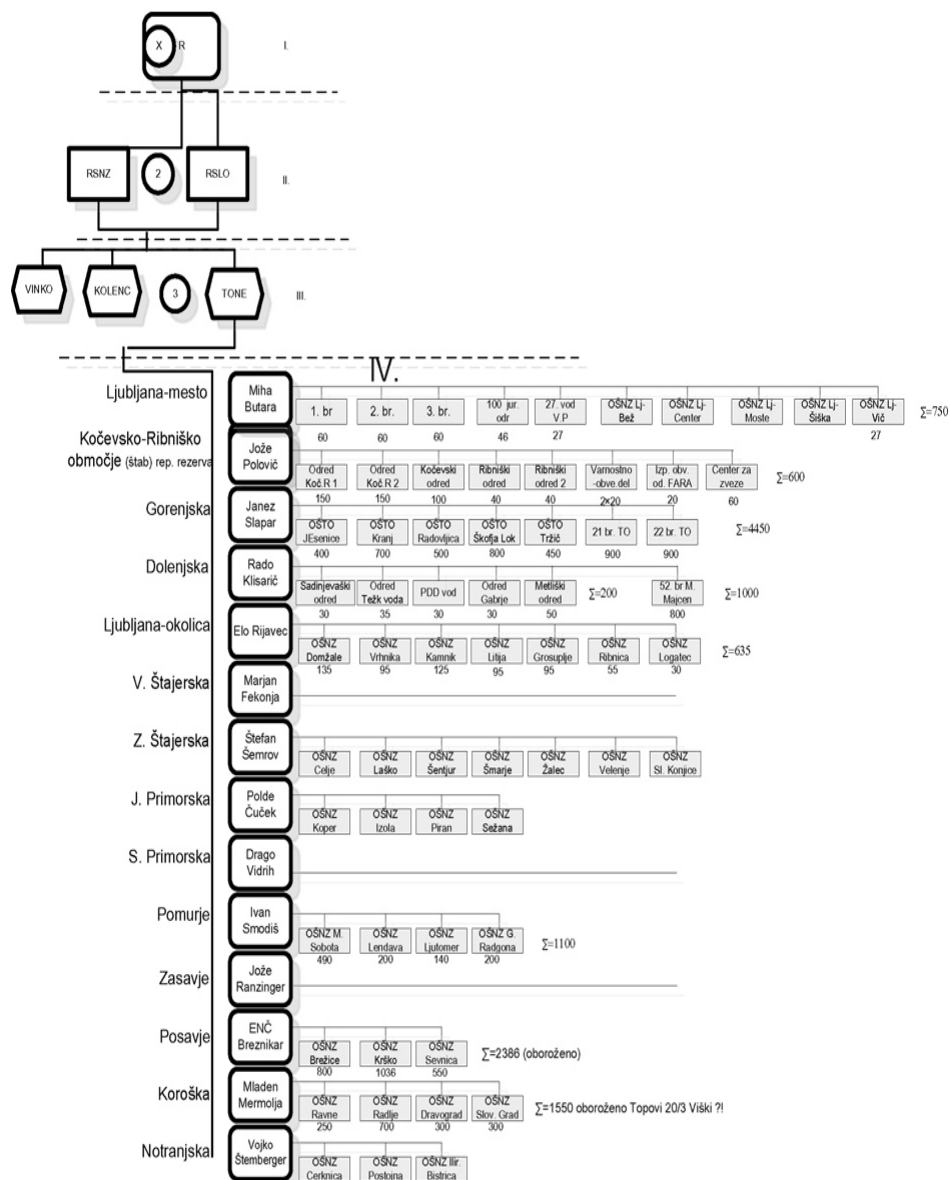 X R I.
RSNZ 2 RSLO II.
VINKO KOLENC 3 TONE III.
IV.
Ljubljana-mesto
Miha
Butara
1. br
2. br.
3. br.
100 jur.
odr
27. vod
V.P
OŠNZ Lj-
Bež
OŠNZ Lj-
Center
OŠNZ Lj-
Moste
OŠNZ Lj-
Šiška
OŠNZ Lj-
Vič
∑=750
60 60 60 46 27 27
Kočevsko-Ribniško
območje (štab) rep. rezerva
Jože
Polovič
Odred
Koč.R 1
Odred
Koč R 2
Kočevski
odred
Ribniški
odred
Ribniški
odred 2
Varnostno
-obve.del
Izp. obv.
od. FARA
Center za
zveze
∑=600
150 150 100 40 40 2×20 20 60
Gorenjska
Janez
Slapar
OŠTO
JEsenice
OŠTO
Kranj
OŠTO
Radovljica
OŠTO
Škofja Lok
OŠTO
Tržič
21 br. TO
22 br. TO
∑=4450
400 700 500 800 450 900 900
Dolenjska
Rado
Klisarič
Sadinjevaški
odred
Odred
Težk voda
PDD vod
Odred
Gabrje
Metliški
odred
∑=200
52. br M.
Majcen
∑=1000
30 35 30 30 50 800
Ljubljana-okolica
Elo Rijavec
OŠNZ
Domžale
OŠNZ
Vrhnika
OŠNZ
Kamnik
OŠNZ
Litija
OŠNZ
Grosuplje
OŠNZ
Ribnica
OŠNZ
Logatec
∑=635
135 95 125 95 95 55 30
V. Štajerska
Marjan
Fekonja
Z. Štajerska
Štefan
Šemrov
OŠNZ
Celje
OŠNZ
Laško
OŠNZ
Šentjur
OŠNZ
Šmarje
OŠNZ
Žalec
OŠNZ
Velenje
OŠNZ
Sl. Konjice
J. Primorska
Polde
Čuček
OŠNZ
Koper
OŠNZ
Izola
OŠNZ
Piran
OŠNZ
Sežana
S. Primorska
Drago
Vidrih
Pomurje
Ivan
Smodiš
OŠNZ M.
Sobota
OŠNZ
Lendava
OŠNZ
Ljutomer
OŠNZ G.
Radgona
∑=1100
490 200 140 200
Zasavje
Jože
Ranzinger
Posavje
ENČ
Breznikar
OŠNZ
Brežice
OŠNZ
Krško
OŠNZ
Sevnica
∑=2386 (oboroženo)
800 1036 550
Koroška
Mladen
Mermolja
OŠNZ
Ravne
OŠNZ
Radlje
OŠNZ
Dravograd
OŠNZ
Slov. Grad
∑=1550 oboroženo Topovi 20/3 Viški ?!
250 700 300 300
Notranjska
Vojko
Štemberger
OŠNZ
Cerknica
OŠNZ
Postojna
OŠNZ Ilir.
Bistrica